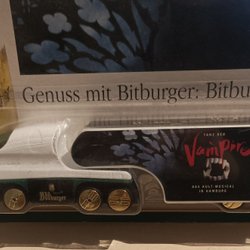 Genuss mit Bitburger: Bitbu
TANZ DER
Vampire
DAS KULT-MUSICAL
IN HAMBURG
Bitburger